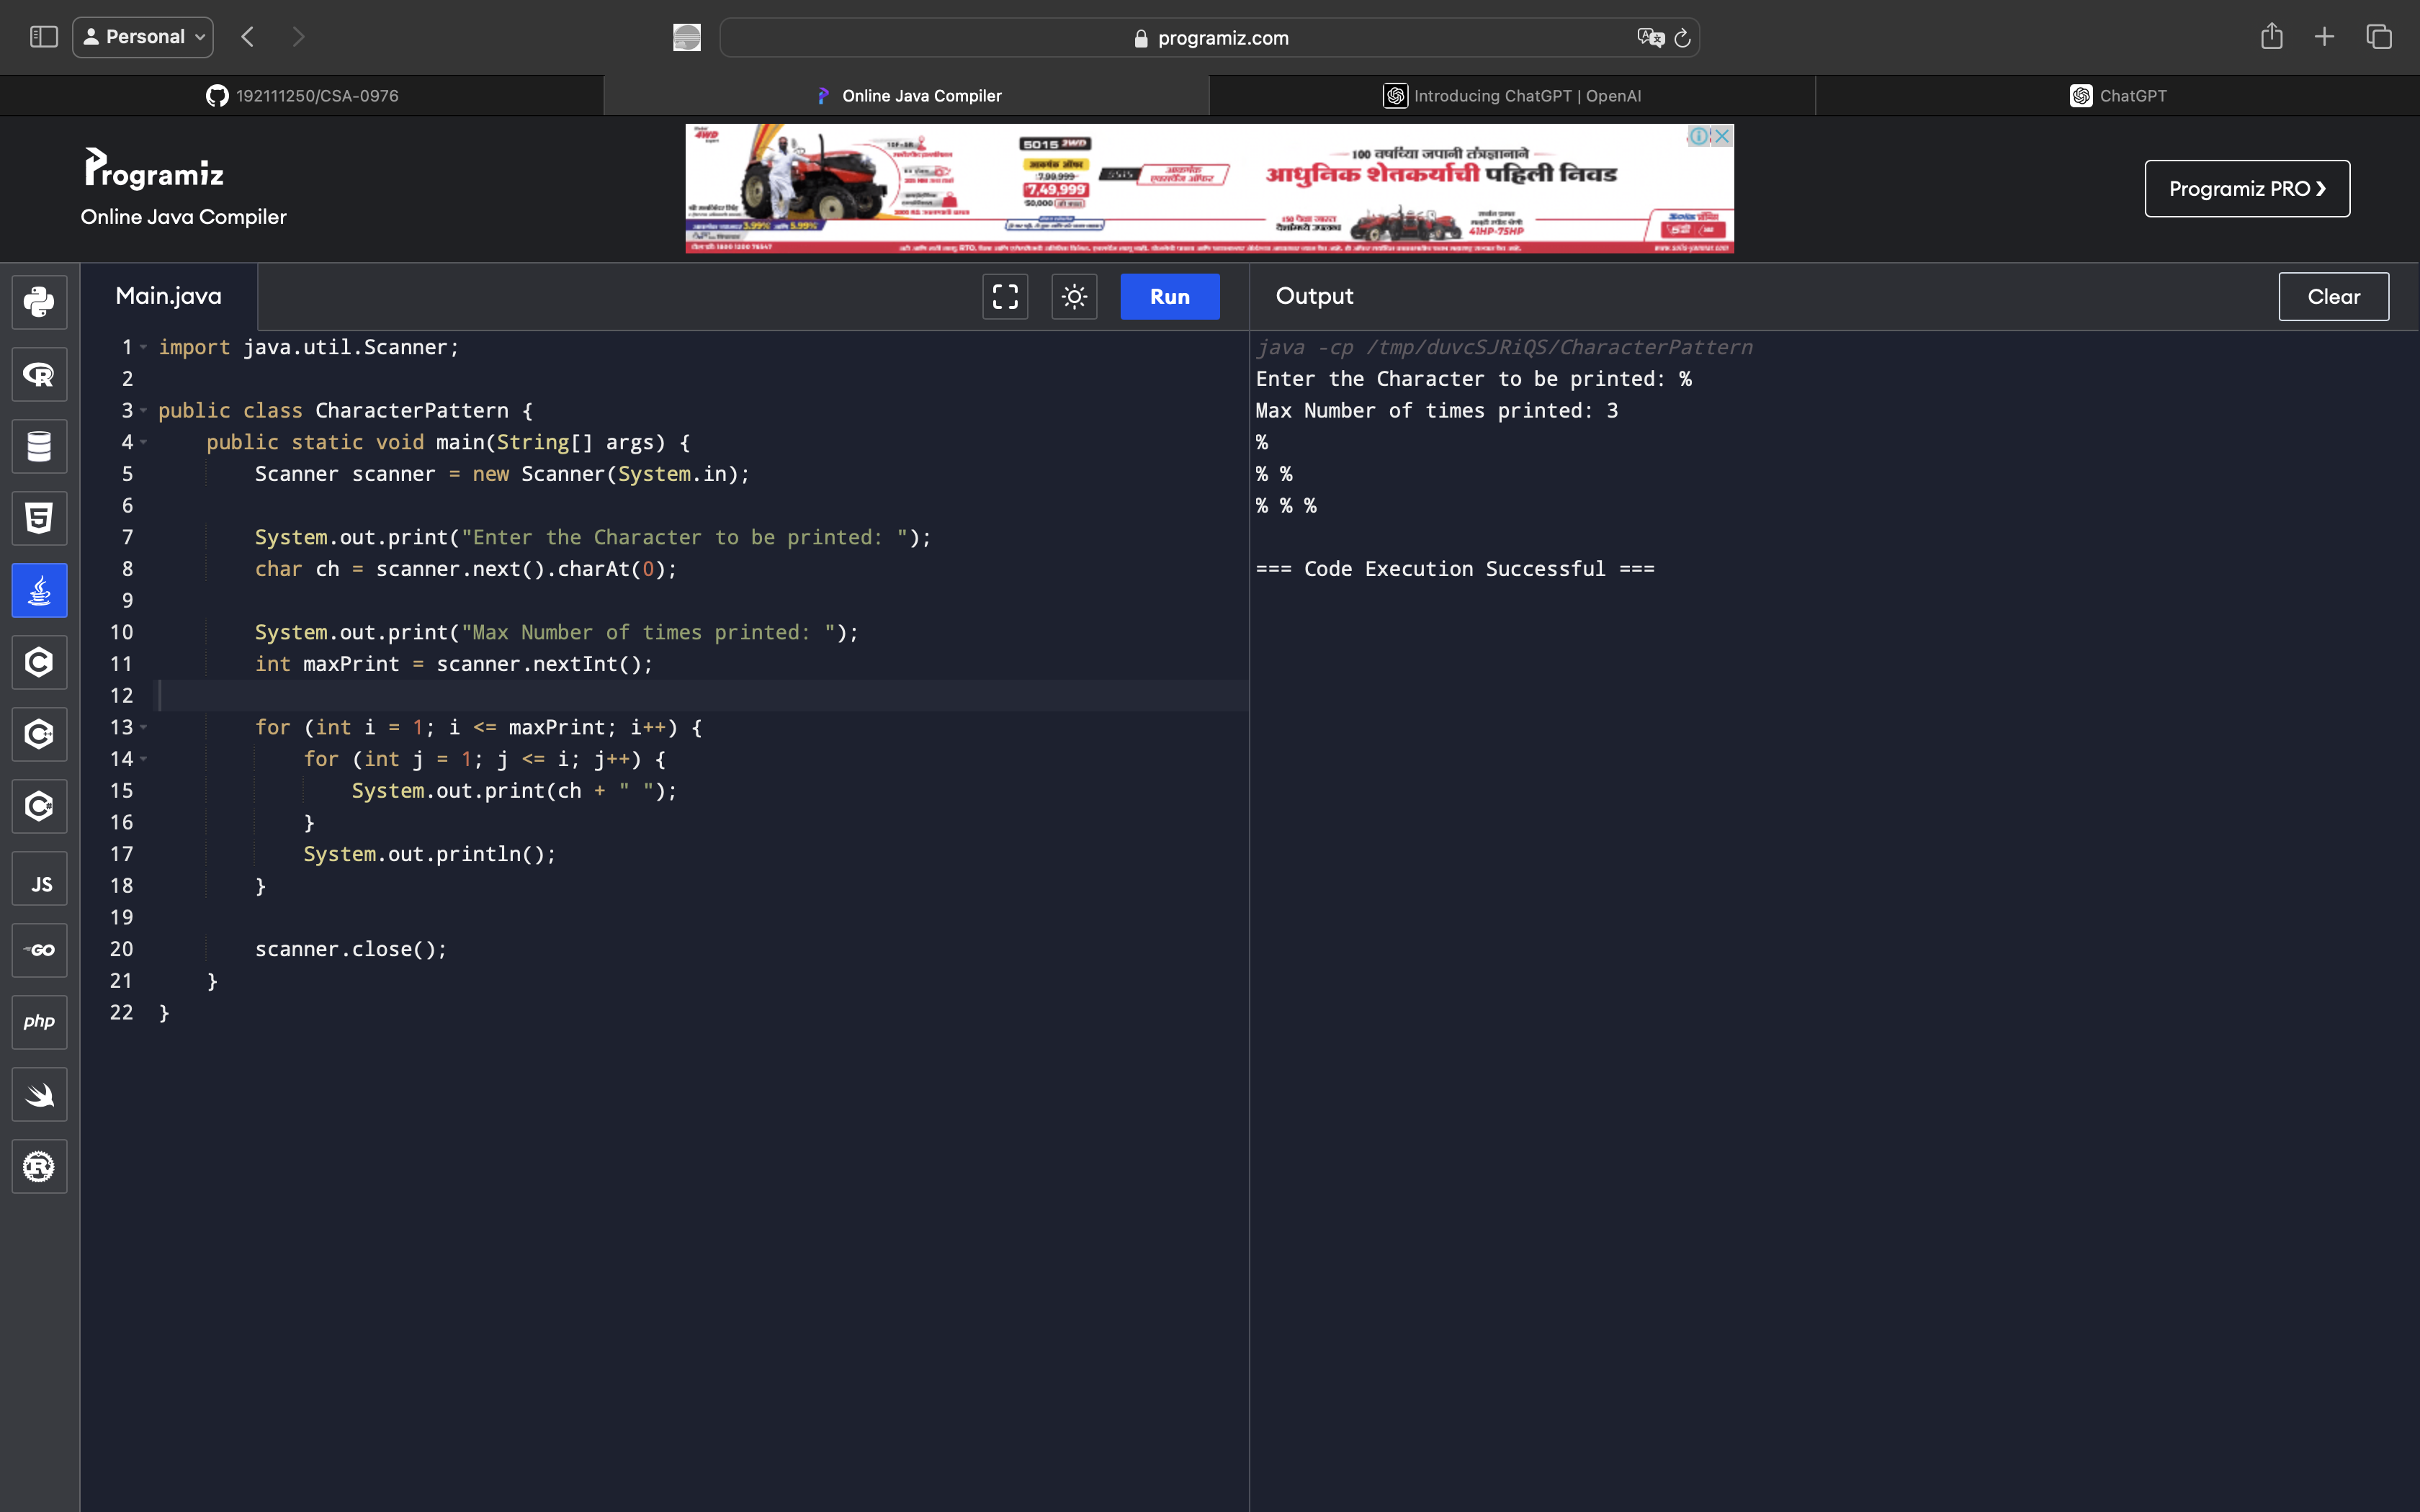 Personal
programiz.com
192111250/CSA-0976
Online Java Compiler
Introducing ChatGPT | OpenAI
ChatGPT
Programiz
Online Java Compiler
4WD
5015 2WD
7,49,999
100 वर्षाच्या जपानी तंत्रज्ञानाने
आधुनिक शेतकर्याची पहिली निवड
3.99%
5.99%
41HP-75HP
Programiz PRO ❯
Main.java
Run
Output
Clear
1 import java.util.Scanner;
2
3 public class CharacterPattern {
4     public static void main(String[] args) {
5         Scanner scanner = new Scanner(System.in);
6
7         System.out.print("Enter the Character to be printed: ");
8         char ch = scanner.next().charAt(0);
9
10         System.out.print("Max Number of times printed: ");
11         int maxPrint = scanner.nextInt();
12
13         for (int i = 1; i <= maxPrint; i++) {
14             for (int j = 1; j <= i; j++) {
15                 System.out.print(ch + " ");
16             }
17             System.out.println();
18         }
19
20         scanner.close();
21     }
22 }
java -cp /tmp/duvcSJRiQS/CharacterPattern
Enter the Character to be printed: %
Max Number of times printed: 3
%
% %
% % %
=== Code Execution Successful ===
JS
GO
php